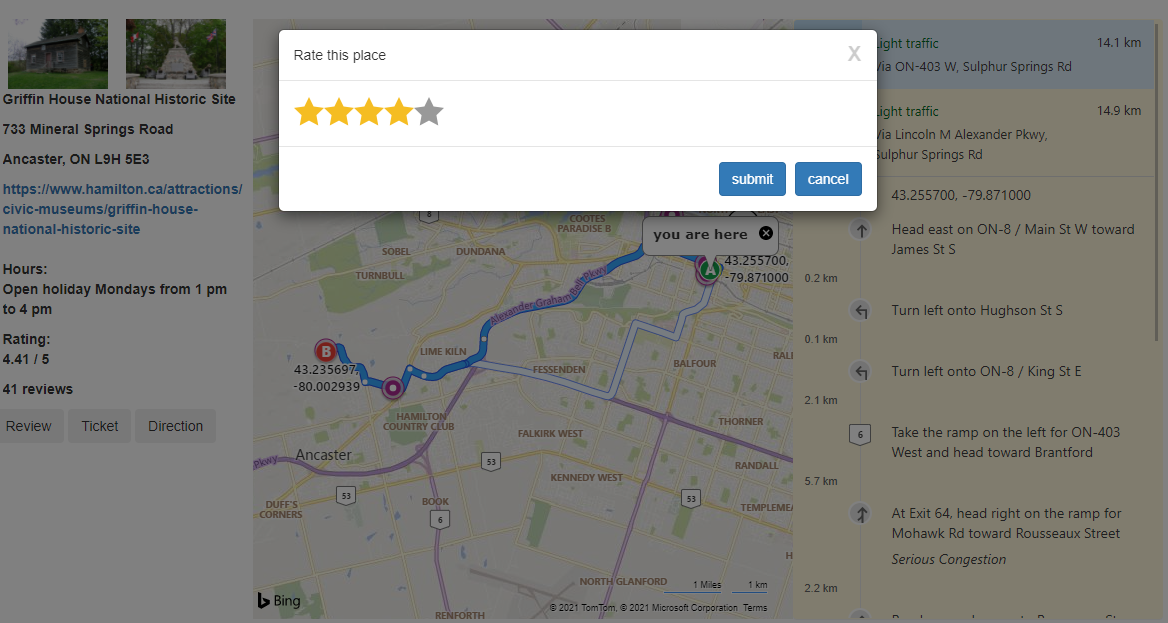 Griffin House National Historic Site
733 Mineral Springs Road
Ancaster, ON L9H 5E3
https://www.hamilton.ca/attractions/
civic-museums/griffin-house-
national-historic-site
Hours:
Open holiday Mondays from 1 pm
to 4 pm
Rating:
4.41 / 5
41 reviews
Review
Ticket
Direction
Rate this place
X
submit
cancel
8
COOTES
PARADISE B
you are here
SOBEL
DUNDANA
TURNBULL
A
43.255700,
-79.871000
Alexander Graham Bell Pkwy
B
LIME KILN
43.235697,
-80.002939
FESSENDEN
BALFOUR
HAMILTON
COUNTRY CLUB
THORNER
FALKIRK WEST
Ancaster
Pkwy
53
RANDALL
KENNEDY WEST
53
53
DUFF'S
CORNERS
BOOK
6
NORTH GLANFORD
1 Miles
1 km
Bing
© 2021 TomTom, © 2021 Microsoft Corporation Terms
RENFORTH
Light traffic
14.1 km
Via ON-403 W, Sulphur Springs Rd
Light traffic
14.9 km
Via Lincoln M Alexander Pkwy,
Sulphur Springs Rd
43.255700, -79.871000
Head east on ON-8 / Main St W toward
James St S
0.2 km
Turn left onto Hughson St S
0.1 km
Turn left onto ON-8 / King St E
2.1 km
6
Take the ramp on the left for ON-403
West and head toward Brantford
5.7 km
At Exit 64, head right on the ramp for
Mohawk Rd toward Rousseaux Street
Serious Congestion
2.2 km